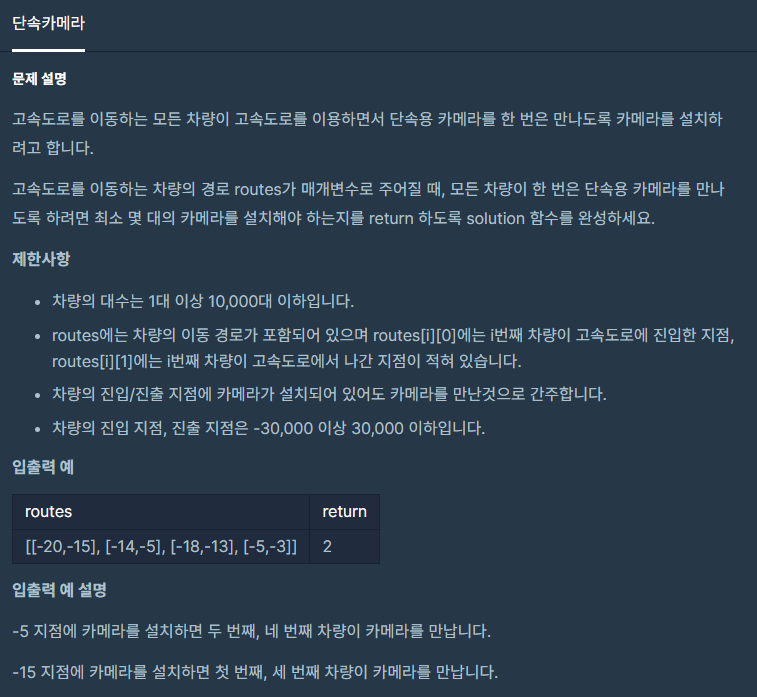 단속카메라
문제 설명
고속도로를 이동하는 모든 차량이 고속도로를 이용하면서 단속용 카메라를 한 번은 만나도록 카메라를 설치하
려고 합니다.
고속도로를 이동하는 차량의 경로 routes가 매개변수로 주어질 때, 모든 차량이 한 번은 단속용 카메라를 만나
도록 하려면 최소 몇 대의 카메라를 설치해야 하는지를 return 하도록 solution 함수를 완성하세요.
제한사항
• 차량의 대수는 1대 이상 10,000대 이하입니다.
• routes에는 차량의 이동 경로가 포함되어 있으며 routes[i][0]에는 i번째 차량이 고속도로에 진입한 지점,
routes[i][1]에는 i번째 차량이 고속도로에서 나간 지점이 적혀 있습니다.
• 차량의 진입/진출 지점에 카메라가 설치되어 있어도 카메라를 만난것으로 간주합니다.
• 차량의 진입 지점, 진출 지점은 -30,000 이상 30,000 이하입니다.
입출력 예
routes return
[[-20,-15], [-14,-5], [-18,-13], [-5,-3]] 2
입출력 예 설명
-5 지점에 카메라를 설치하면 두 번째, 네 번째 차량이 카메라를 만납니다.
-15 지점에 카메라를 설치하면 첫 번째, 세 번째 차량이 카메라를 만납니다.